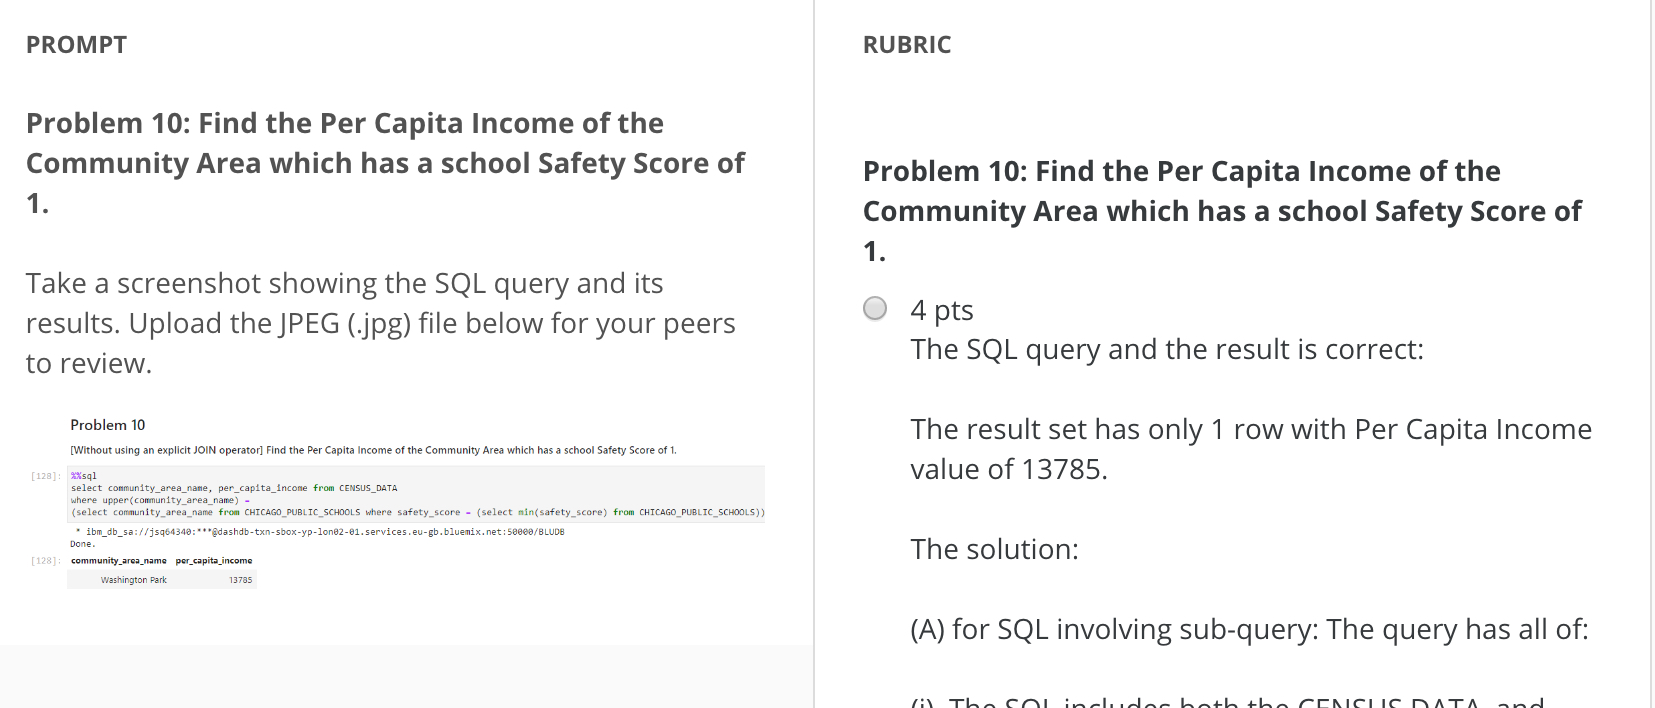 PROMPT
Problem 10: Find the Per Capita Income of the
Community Area which has a school Safety Score of
1.
Take a screenshot showing the SQL query and its
results. Upload the JPEG (.jpg) file below for your peers
to review.
Problem 10
[Without using an explicit JOIN operator] Find the Per Capita Income of the Community Area which has a school Safety Score of 1.
[128]: %%sql
select community_area_name, per_capita_income from CENSUS_DATA
where upper(community_area_name) =
(select community_area_name from CHICAGO_PUBLIC_SCHOOLS where safety_score = (select min(safety_score) from CHICAGO_PUBLIC_SCHOOLS))
* ibm_db_sa://jsq64340:***@dashdb-txn-sbox-yp-lon02-01.services.eu-gb.bluemix.net:50000/BLUDB
Done.
[128]: community_area_name per_capita_income
Washington Park 13785
RUBRIC
Problem 10: Find the Per Capita Income of the
Community Area which has a school Safety Score of
1.
4 pts
The SQL query and the result is correct:
The result set has only 1 row with Per Capita Income
value of 13785.
The solution:
(A) for SQL involving sub-query: The query has all of:
(i). The SQL includes both the CENSUS_DATA and